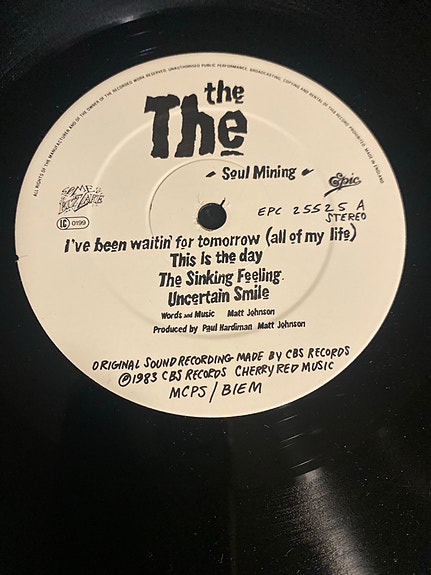 ALL RIGHTS OF THE MANUFACTURER AND OF THE OWNER OF THE RECORDED WORK RESERVED. UNAUTHORISED PUBLIC PERFORMANCE, BROADCASTING, COPYING AND RENTAL OF THIS RECORD PROHIBITED. MADE IN ENGLAND
the
The
Soul Mining
Epic
SOME BIZZARE
LC 0199
EPC 25525 A
STEREO
I've been waitin' for tomorrow (all of my life)
This Is the day
The Sinking Feeling.
Uncertain Smile
Words and Music Matt Johnson
Produced by Paul Hardiman Matt Johnson
ORIGINAL SOUND RECORDING MADE BY CBS RECORDS
℗1983 CBS RECORDS CHERRY RED MUSIC
MCPS / BIEM